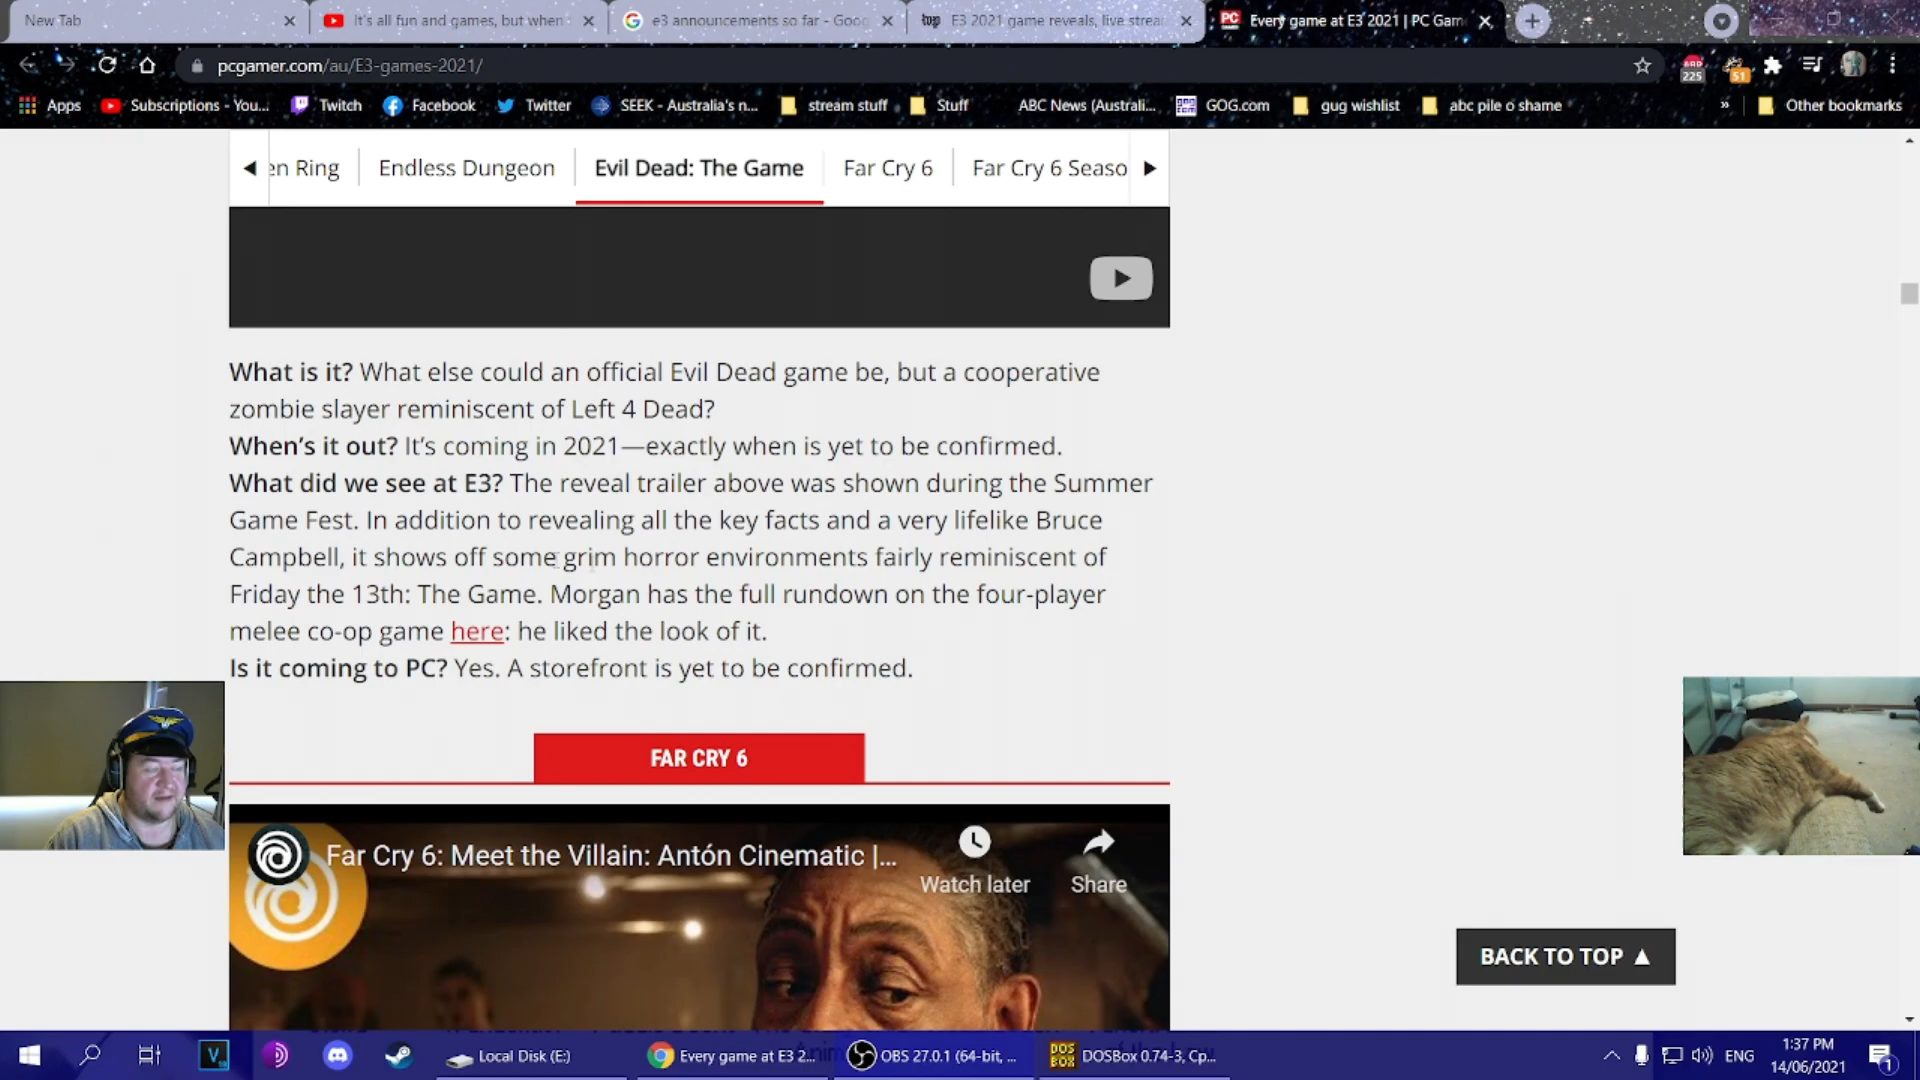 New Tab
It's all fun and games, but when
e3 announcements so far - Goo
E3 2021 game reveals, live strea
PC Every game at E3 2021 | PC Gam
pcgamer.com/au/E3-games-2021/
225
51
Apps
Subscriptions - You...
Twitch
Facebook
Twitter
SEEK - Australia's n...
stream stuff
Stuff
ABC News (Australi...
GOG.com
gug wishlist
abc pile o shame
»
Other bookmarks
en Ring
Endless Dungeon
Evil Dead: The Game
Far Cry 6
Far Cry 6 Seaso
What is it? What else could an official Evil Dead game be, but a cooperative
zombie slayer reminiscent of Left 4 Dead?
When's it out? It's coming in 2021—exactly when is yet to be confirmed.
What did we see at E3? The reveal trailer above was shown during the Summer
Game Fest. In addition to revealing all the key facts and a very lifelike Bruce
Campbell, it shows off some grim horror environments fairly reminiscent of
Friday the 13th: The Game. Morgan has the full rundown on the four-player
melee co-op game here: he liked the look of it.
Is it coming to PC? Yes. A storefront is yet to be confirmed.
FAR CRY 6
Far Cry 6: Meet the Villain: Antón Cinematic |...
Watch later
Share
BACK TO TOP ▲
Local Disk (E:)
Every game at E3 2...
OBS 27.0.1 (64-bit, ...
DOS BOX
DOSBox 0.74-3, Cp...
ENG
1:37 PM
14/06/2021
1